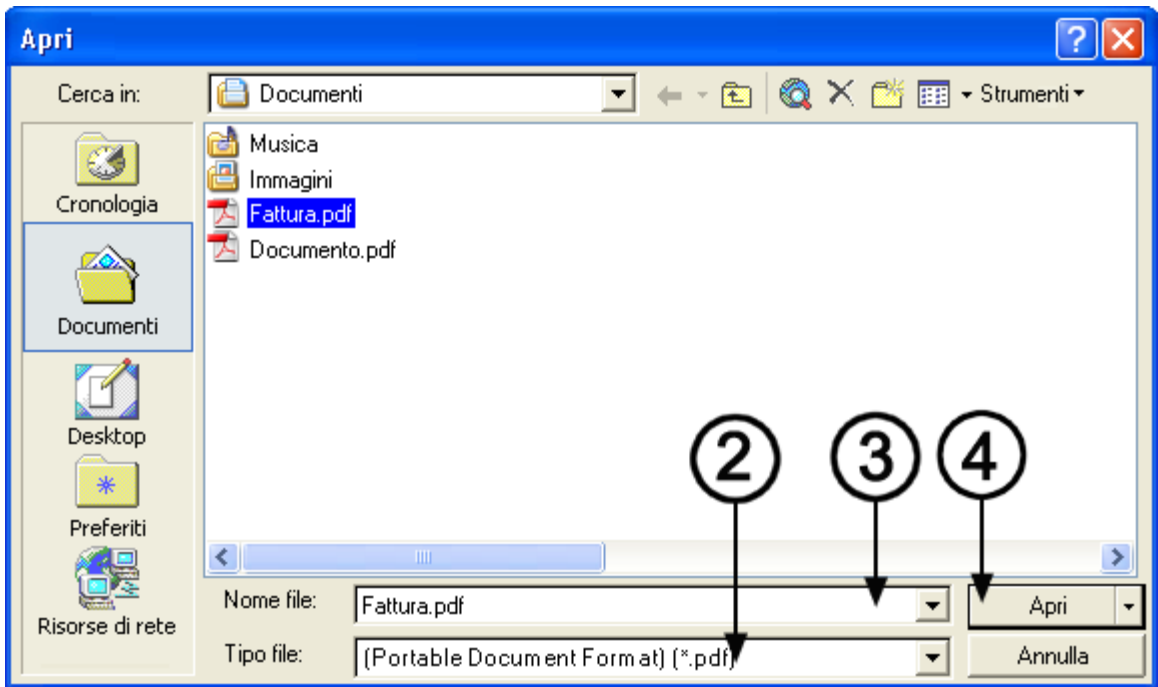 Apri
Cerca in: Documenti Strumenti
Musica
Immagini
Fattura.pdf
Documento.pdf
Cronologia
Documenti
Desktop
Preferiti
Risorse di rete
2 3 4
Nome file: Fattura.pdf Apri
Tipo file: (Portable Document Format) (*.pdf) Annulla